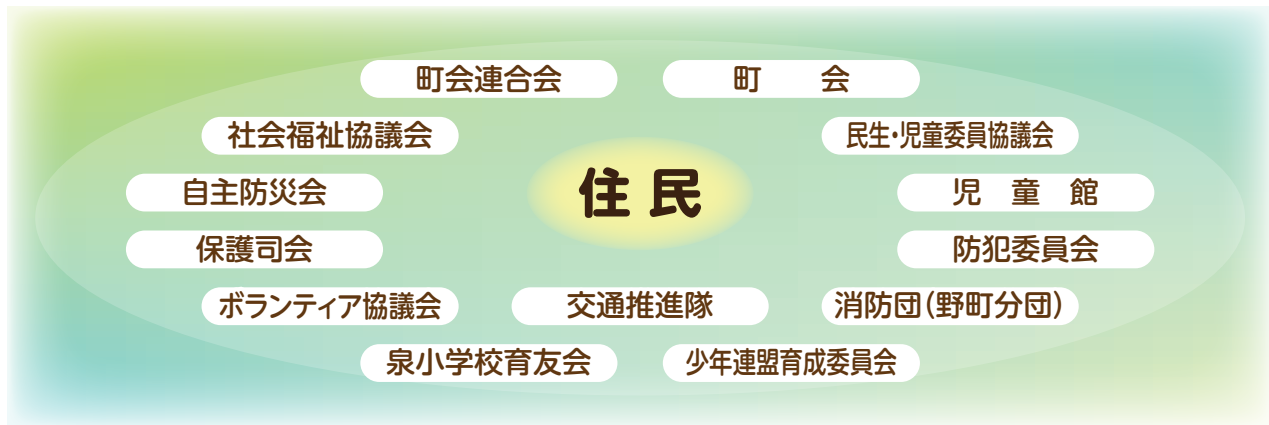 町会連合会
町　会
社会福祉協議会
民生・児童委員協議会
住民
自主防災会
児童館
保護司会
防犯委員会
ボランティア協議会
交通推進隊
消防団（野町分団）
泉小学校育友会
少年連盟育成委員会